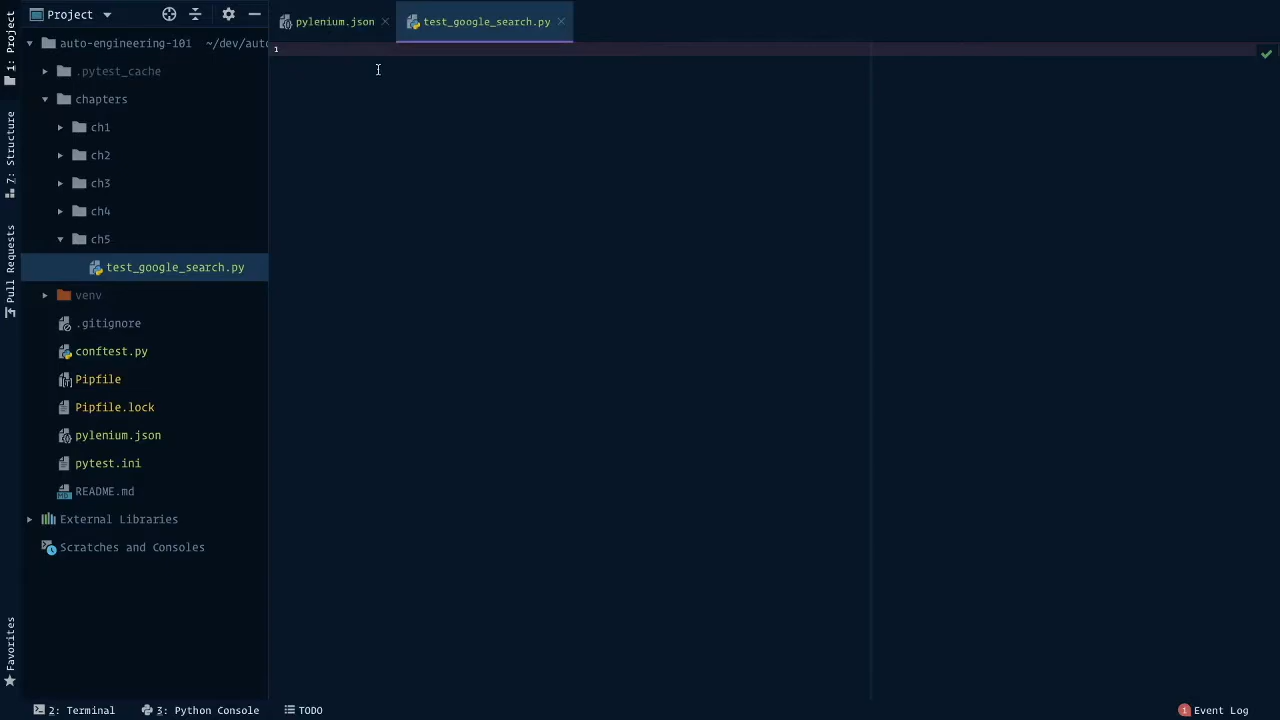 Project
pylenium.json
test_google_search.py
1: Project
7: Structure
Pull Requests
Favorites
auto-engineering-101 ~/dev/auto
.pytest_cache
chapters
ch1
ch2
ch3
ch4
ch5
test_google_search.py
venv
.gitignore
conftest.py
Pipfile
Pipfile.lock
pylenium.json
pytest.ini
README.md
External Libraries
Scratches and Consoles
1
2: Terminal
3: Python Console
TODO
1 Event Log